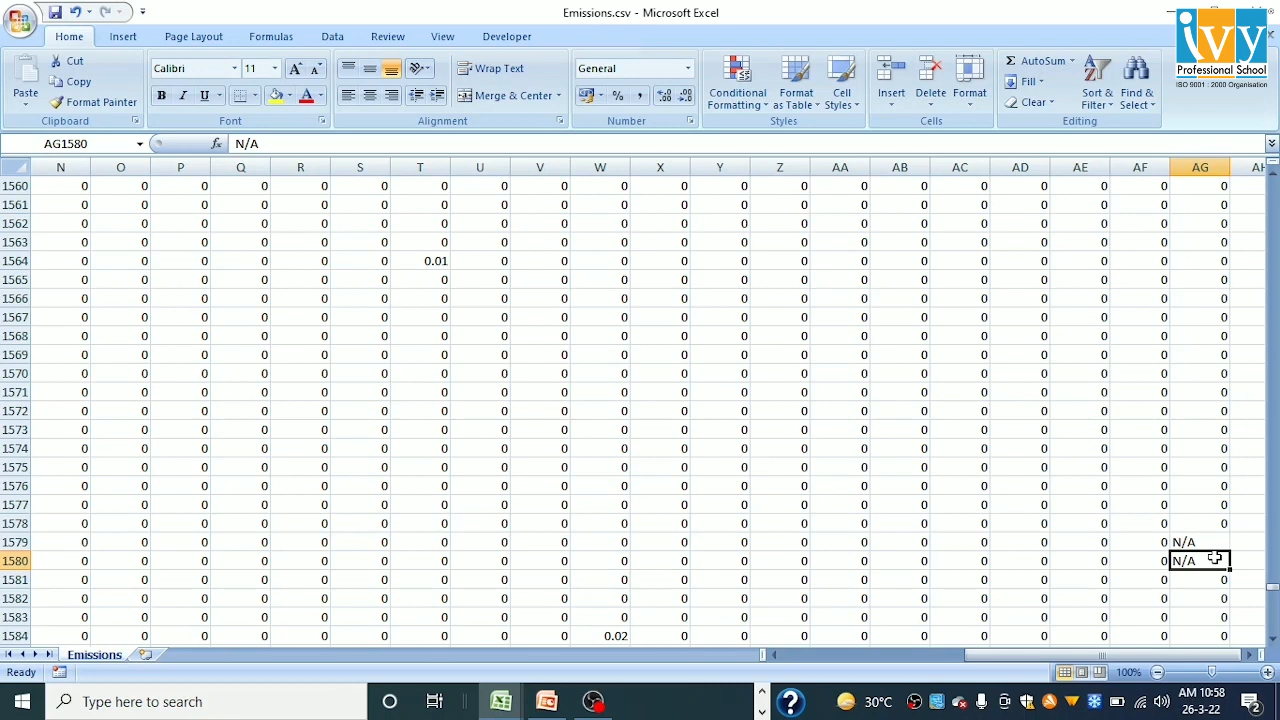 Emissions.csv - Microsoft Excel
Home Insert Page Layout Formulas Data Review View Developer
ivy
Professional School
ISO 9001 : 2000 Organisation
Paste
Cut
Copy
Format Painter
Clipboard
Calibri 11
B I U
Font
Wrap Text
Merge & Center
Alignment
General
Number
Conditional Formatting
Format as Table
Cell Styles
Styles
Insert
Delete
Format
Cells
AutoSum
Fill
Clear
Sort & Filter
Find & Select
Editing
AG1580 fx N/A
N O P Q R S T U V W X Y Z AA AB AC AD AE AF AG
1560 0 0 0 0 0 0 0 0 0 0 0 0 0 0 0 0 0 0 0 0
1561 0 0 0 0 0 0 0 0 0 0 0 0 0 0 0 0 0 0 0 0
1562 0 0 0 0 0 0 0 0 0 0 0 0 0 0 0 0 0 0 0 0
1563 0 0 0 0 0 0 0 0 0 0 0 0 0 0 0 0 0 0 0 0
1564 0 0 0 0 0 0 0.01 0 0 0 0 0 0 0 0 0 0 0 0 0
1565 0 0 0 0 0 0 0 0 0 0 0 0 0 0 0 0 0 0 0 0
1566 0 0 0 0 0 0 0 0 0 0 0 0 0 0 0 0 0 0 0 0
1567 0 0 0 0 0 0 0 0 0 0 0 0 0 0 0 0 0 0 0 0
1568 0 0 0 0 0 0 0 0 0 0 0 0 0 0 0 0 0 0 0 0
1569 0 0 0 0 0 0 0 0 0 0 0 0 0 0 0 0 0 0 0 0
1570 0 0 0 0 0 0 0 0 0 0 0 0 0 0 0 0 0 0 0 0
1571 0 0 0 0 0 0 0 0 0 0 0 0 0 0 0 0 0 0 0 0
1572 0 0 0 0 0 0 0 0 0 0 0 0 0 0 0 0 0 0 0 0
1573 0 0 0 0 0 0 0 0 0 0 0 0 0 0 0 0 0 0 0 0
1574 0 0 0 0 0 0 0 0 0 0 0 0 0 0 0 0 0 0 0 0
1575 0 0 0 0 0 0 0 0 0 0 0 0 0 0 0 0 0 0 0 0
1576 0 0 0 0 0 0 0 0 0 0 0 0 0 0 0 0 0 0 0 0
1577 0 0 0 0 0 0 0 0 0 0 0 0 0 0 0 0 0 0 0 0
1578 0 0 0 0 0 0 0 0 0 0 0 0 0 0 0 0 0 0 0 0
1579 0 0 0 0 0 0 0 0 0 0 0 0 0 0 0 0 0 0 0 N/A
1580 0 0 0 0 0 0 0 0 0 0 0 0 0 0 0 0 0 0 0 N/A
1581 0 0 0 0 0 0 0 0 0 0 0 0 0 0 0 0 0 0 0 0
1582 0 0 0 0 0 0 0 0 0 0 0 0 0 0 0 0 0 0 0 0
1583 0 0 0 0 0 0 0 0 0 0 0 0 0 0 0 0 0 0 0 0
1584 0 0 0 0 0 0 0 0 0 0.02 0 0 0 0 0 0 0 0 0 0
Emissions
Ready 100%
Type here to search 30°C AM 10:58
26-3-22